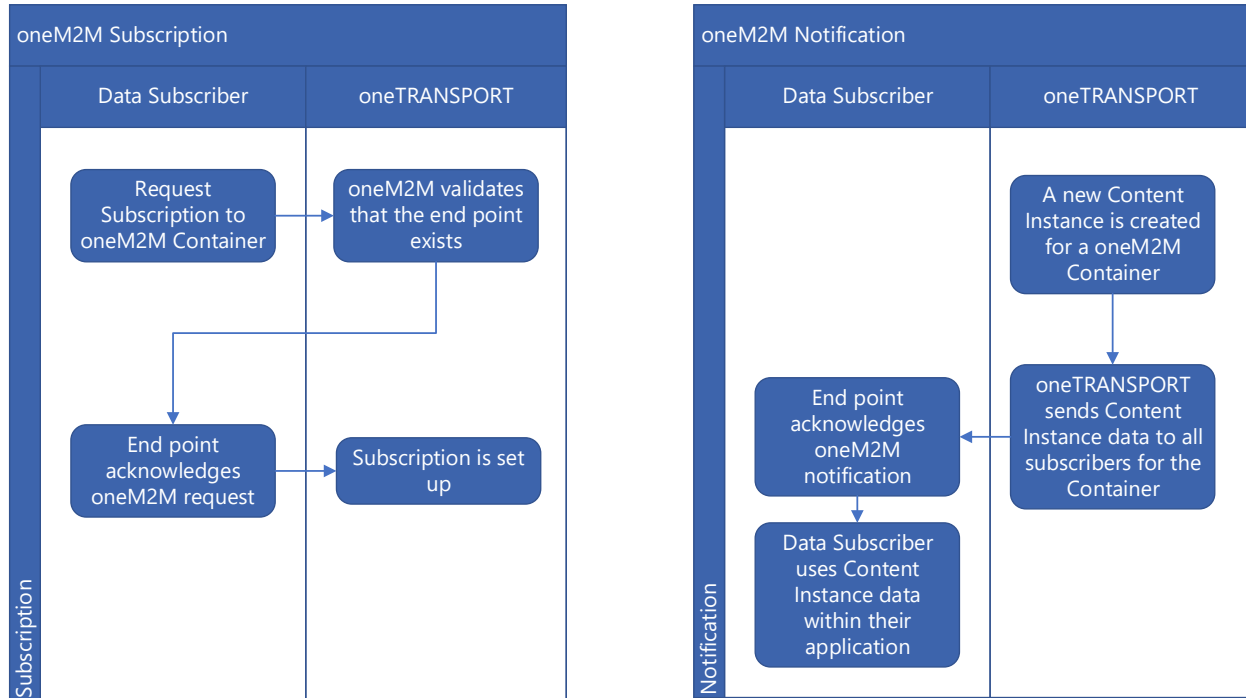 oneM2M Subscription
Data Subscriber
oneTRANSPORT
Request
Subscription to
oneM2M Container
oneM2M validates
that the end point
exists
End point
acknowledges
oneM2M request
Subscription is set
up
Subscription
oneM2M Notification
Data Subscriber
oneTRANSPORT
A new Content
Instance is created
for a oneM2M
Container
oneTRANSPORT
sends Content
Instance data to all
subscribers for the
Container
End point
acknowledges
oneM2M
notification
Data Subscriber
uses Content
Instance data
within their
application
Notification